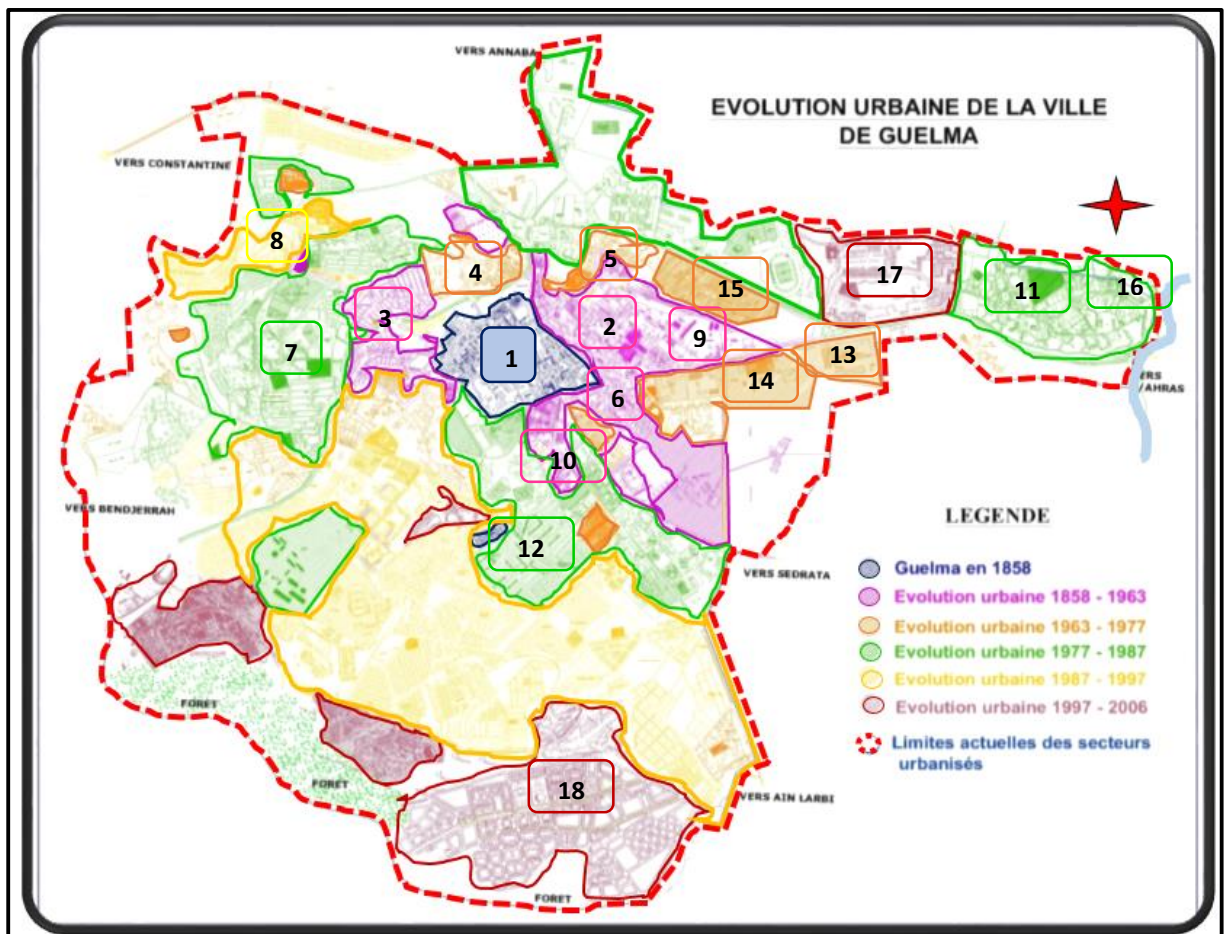 VERS ANNABA
EVOLUTION URBAINE DE LA VILLE
DE GUELMA
VERS CONSTANTINE
8
5
4
17
15
11
16
3
2
9
1
13
7
14
6
VERS
10
VERS BENDJERRAH
LEGENDE
12
Guelma en 1858
VERS SEDRATA
Evolution urbaine 1858 - 1963
Evolution urbaine 1963 - 1977
Evolution urbaine 1977 - 1987
Evolution urbaine 1987 - 1997
FORET
Evolution urbaine 1997 - 2006
Limites actuelles des secteurs
urbanisés
FORET
18
VERS AIN LARBI
FORET